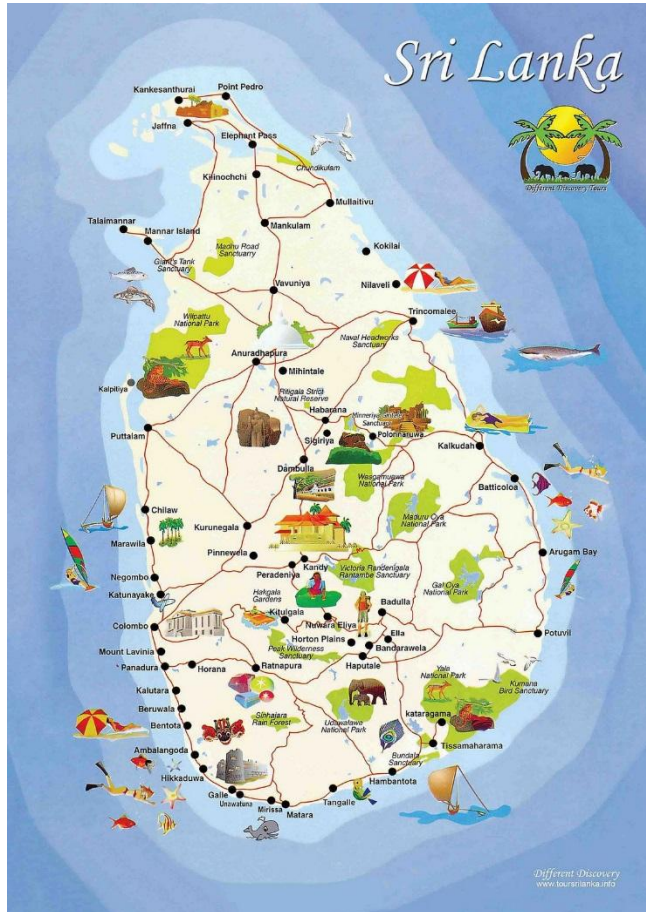 Sri Lanka
Different Discovery Tours
Kankesanthurai
Point Pedro
Jaffna
Elephant Pass
Chundikulam
Kilinochchi
Mullaitivu
Talaimannar
Mannar Island
Mankulam
Madhu Road
Sanctuarry
Kokilai
Giant's Tank
Sanctuary
Vavuniya
Nilaveli
Trincomalee
Wilpattu
National Park
Naval Headworks
Sanctuary
Anuradhapura
Mihintale
Kalpitiya
Ritigala Strict
Natural Reserve
Habarana
Minneriya
Sanctuary
Puttalam
Sigiriya
Polonnaruwa
Kalkudah
Dambulla
Wasgomuawa
National Park
Batticoloa
Chilaw
Maduru Oya
National Park
Marawila
Kurunegala
Pinnewela
Arugam Bay
Negombo
Kandy
Peradeniya
Victoria Randenigala
Rantambe Sanctuary
Gal Oya
National Park
Katunayake
Hakgala
Gardens
Badulla
Colombo
Kitulgala
Nuwara Eliya
Ella
Potuvil
Mount Lavinia
Horton Plains
Bandarawela
Peak Wilderness
Sanctuary
Panadura
Horana
Ratnapura
Haputale
Yala
National Park
Kumana
Bird Sanctuary
Kalutara
Beruwala
Bentota
Sinharaja
Rain Forest
Udawalawe
National Park
kataragama
Ambalangoda
Tissamaharama
Bundala
Sanctuary
Hikkaduwa
Hambantota
Galle
Unawatuna
Mirissa
Matara
Tangalle
Different Discovery
www.toursrilanka.info